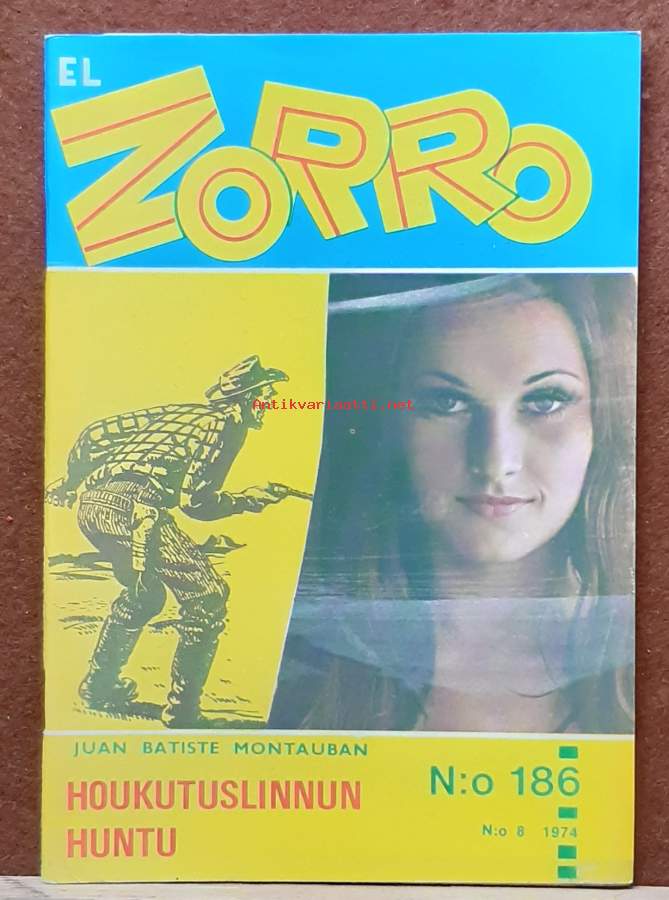 EL
ZORRO
Antikvariaatti.net
JUAN BATISTE MONTAUBAN
HOUKUTUSLINNUN
HUNTU
N:o 186
N:o 8 1974